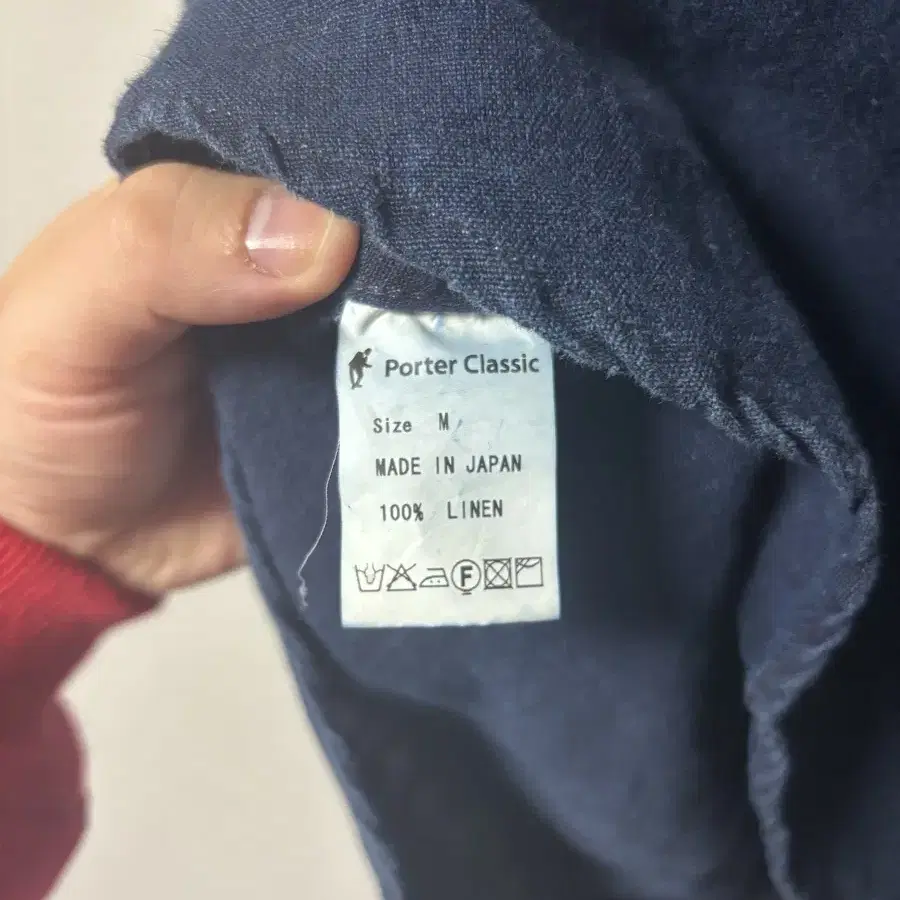 Porter Classic
Size M
MADE IN JAPAN
100% LINEN
F